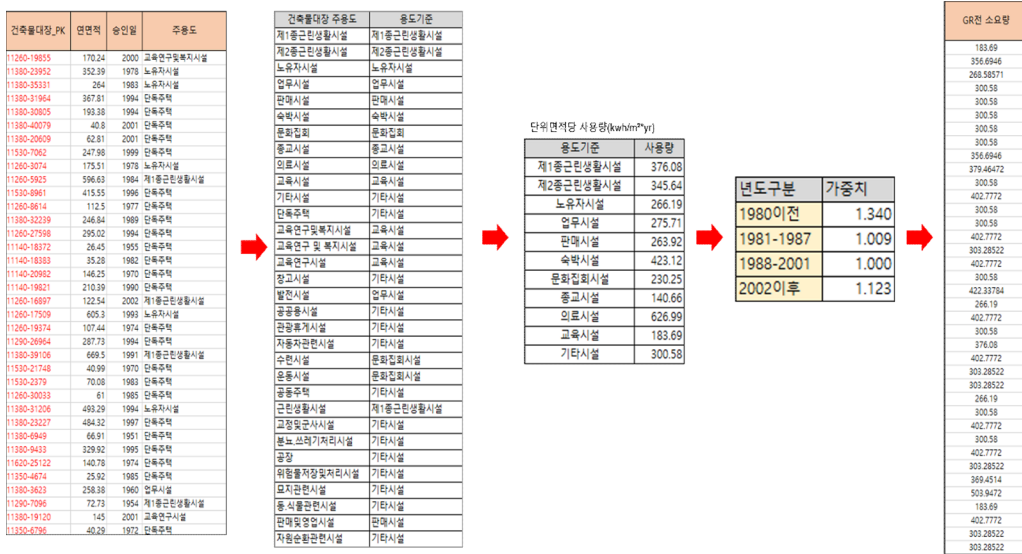 건축물대장_PK 연면적 승인일 주용도
11260-19855 170.24 2000 교육연구및복지시설
11380-23952 352.39 1978 노유자시설
11380-35331 264 1983 노유자시설
11380-31964 367.81 1994 단독주택
11380-30805 193.38 1994 단독주택
11380-40079 40.8 2001 단독주택
11380-20609 62.81 2001 단독주택
11530-7062 247.98 1999 단독주택
11260-3074 175.51 1978 노유자시설
11260-5925 596.63 1984 제1종근린생활시설
11530-8961 415.55 1996 단독주택
11260-8614 112.5 1977 단독주택
11380-32239 246.84 1989 단독주택
11260-27598 295.02 1994 단독주택
11140-18372 26.45 1955 단독주택
11140-18383 35.28 1982 단독주택
11140-20982 146.25 1970 단독주택
11140-19821 210.39 1990 단독주택
11260-16897 122.54 2002 제1종근린생활시설
11260-17509 605.3 1993 노유자시설
11260-19374 107.44 1974 단독주택
11290-26964 287.73 1994 단독주택
11380-39106 669.5 1991 제1종근린생활시설
11530-21748 40.99 1970 단독주택
11530-2379 70.08 1983 단독주택
11260-30033 61 1985 단독주택
11380-31206 493.29 1994 노유자시설
11380-23227 484.32 1997 단독주택
11380-6949 66.91 1951 단독주택
11380-9433 329.92 1995 단독주택
11620-25122 140.78 1974 단독주택
11350-4674 25.92 1985 단독주택
11380-3623 258.38 1960 업무시설
11290-7096 72.73 1954 제1종근린생활시설
11380-19120 145 2001 교육연구시설
11350-6796 40.29 1972 단독주택
건축물대장 주용도 용도기준
제1종근린생활시설 제1종근린생활시설
제2종근린생활시설 제2종근린생활시설
노유자시설 노유자시설
업무시설 업무시설
판매시설 판매시설
숙박시설 숙박시설
문화집회 문화집회
종교시설 종교시설
의료시설 의료시설
교육시설 교육시설
기타시설 기타시설
단독주택 기타시설
교육연구및복지시설 교육시설
교육연구 및 복지시설 교육시설
교육연구시설 교육시설
창고시설 기타시설
발전시설 업무시설
공공용시설 기타시설
관광휴게시설 기타시설
자동차관련시설 기타시설
수련시설 문화집회시설
운동시설 문화집회시설
공동주택 기타시설
근린생활시설 제1종근린생활시설
교정및군사시설 기타시설
분뇨.쓰레기처리시설 기타시설
공장 기타시설
위험물저장및처리시설 기타시설
묘지관련시설 기타시설
동.식물관련시설 기타시설
판매및영업시설 판매시설
자원순환관련시설 기타시설
단위면적당 사용량(kwh/m²*yr)
용도기준 사용량
제1종근린생활시설 376.08
제2종근린생활시설 345.64
노유자시설 266.19
업무시설 275.71
판매시설 263.92
숙박시설 423.12
문화집회시설 230.25
종교시설 140.66
의료시설 626.99
교육시설 183.69
기타시설 300.58
년도구분 가중치
1980이전 1.340
1981-1987 1.009
1988-2001 1.000
2002이후 1.123
GR전 소요량
183.69
356.6946
268.58571
300.58
300.58
300.58
300.58
300.58
356.6946
379.46472
300.58
402.7772
300.58
300.58
402.7772
303.28522
402.7772
300.58
422.33784
266.19
402.7772
300.58
376.08
402.7772
303.28522
303.28522
266.19
300.58
402.7772
300.58
402.7772
303.28522
369.4514
503.9472
183.69
402.7772
303.28522
303.28522